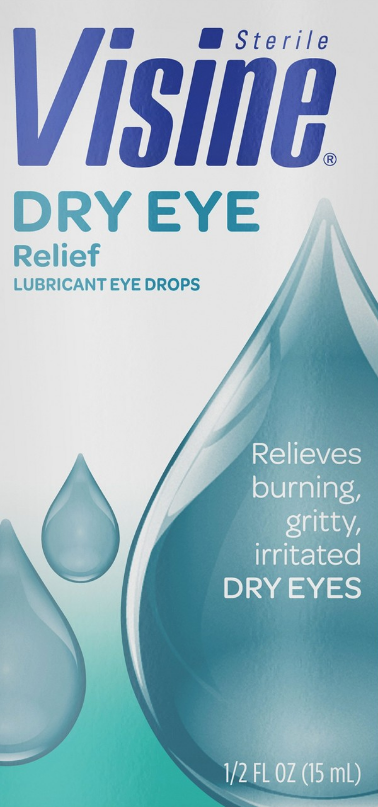 Sterile
Visine®
DRY EYE
Relief
LUBRICANT EYE DROPS
Relieves
burning,
gritty,
irritated
DRY EYES
1/2 FL OZ (15 mL)